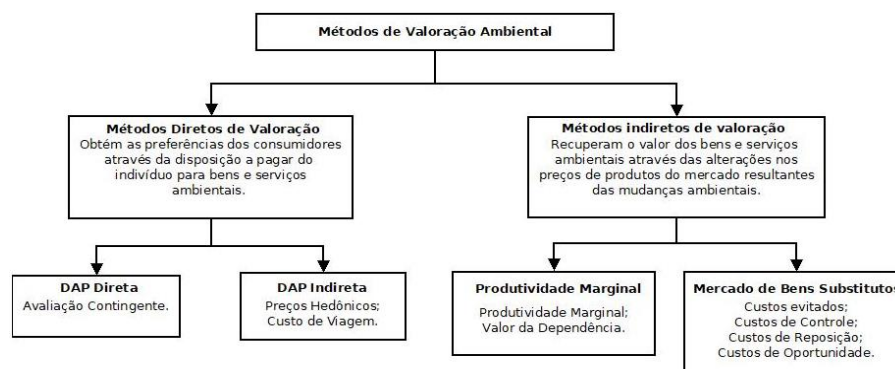 Métodos de Valoração Ambiental
Métodos Diretos de Valoração
Obtém as preferências dos consumidores
através da disposição a pagar do
indivíduo para bens e serviços
ambientais.
Métodos indiretos de valoração
Recuperam o valor dos bens e serviços
ambientais através das alterações nos
preços de produtos do mercado resultantes
das mudanças ambientais.
DAP Direta
Avaliação Contingente.
DAP Indireta
Preços Hedônicos;
Custo de Viagem.
Produtividade Marginal
Produtividade Marginal;
Valor da Dependência.
Mercado de Bens Substitutos
Custos evitados;
Custos de Controle;
Custos de Reposição;
Custos de Oportunidade.